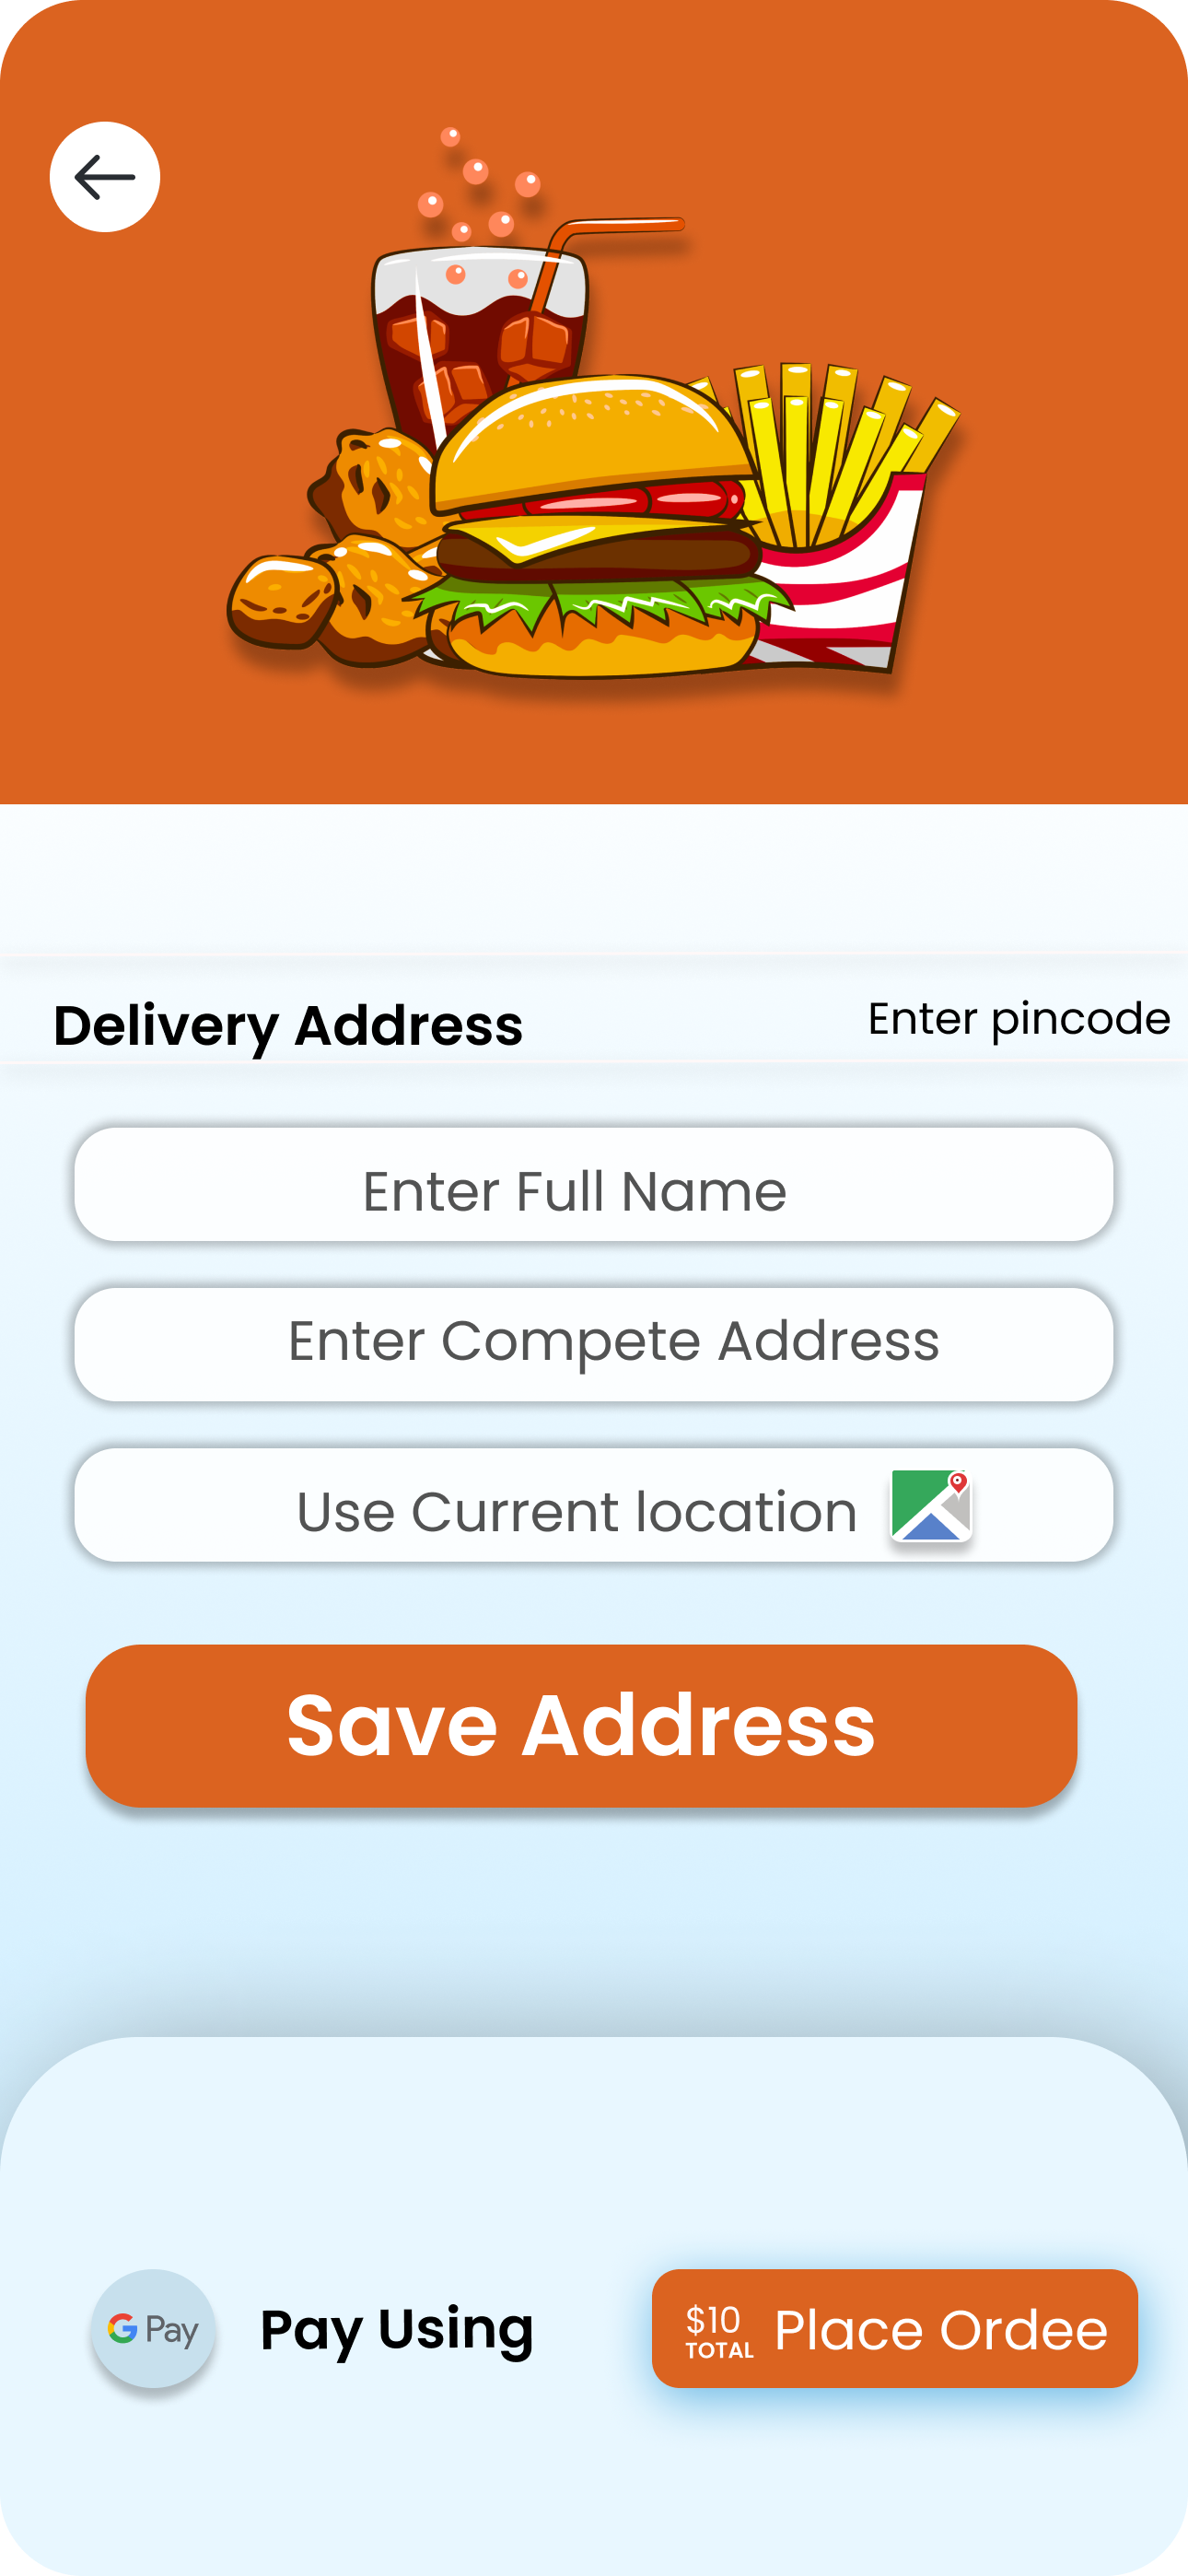 Delivery Address
Enter pincode
Enter Full Name
Enter Compete Address
Use Current location
Save Address
G Pay
Pay Using
$10
TOTAL
Place Ordee